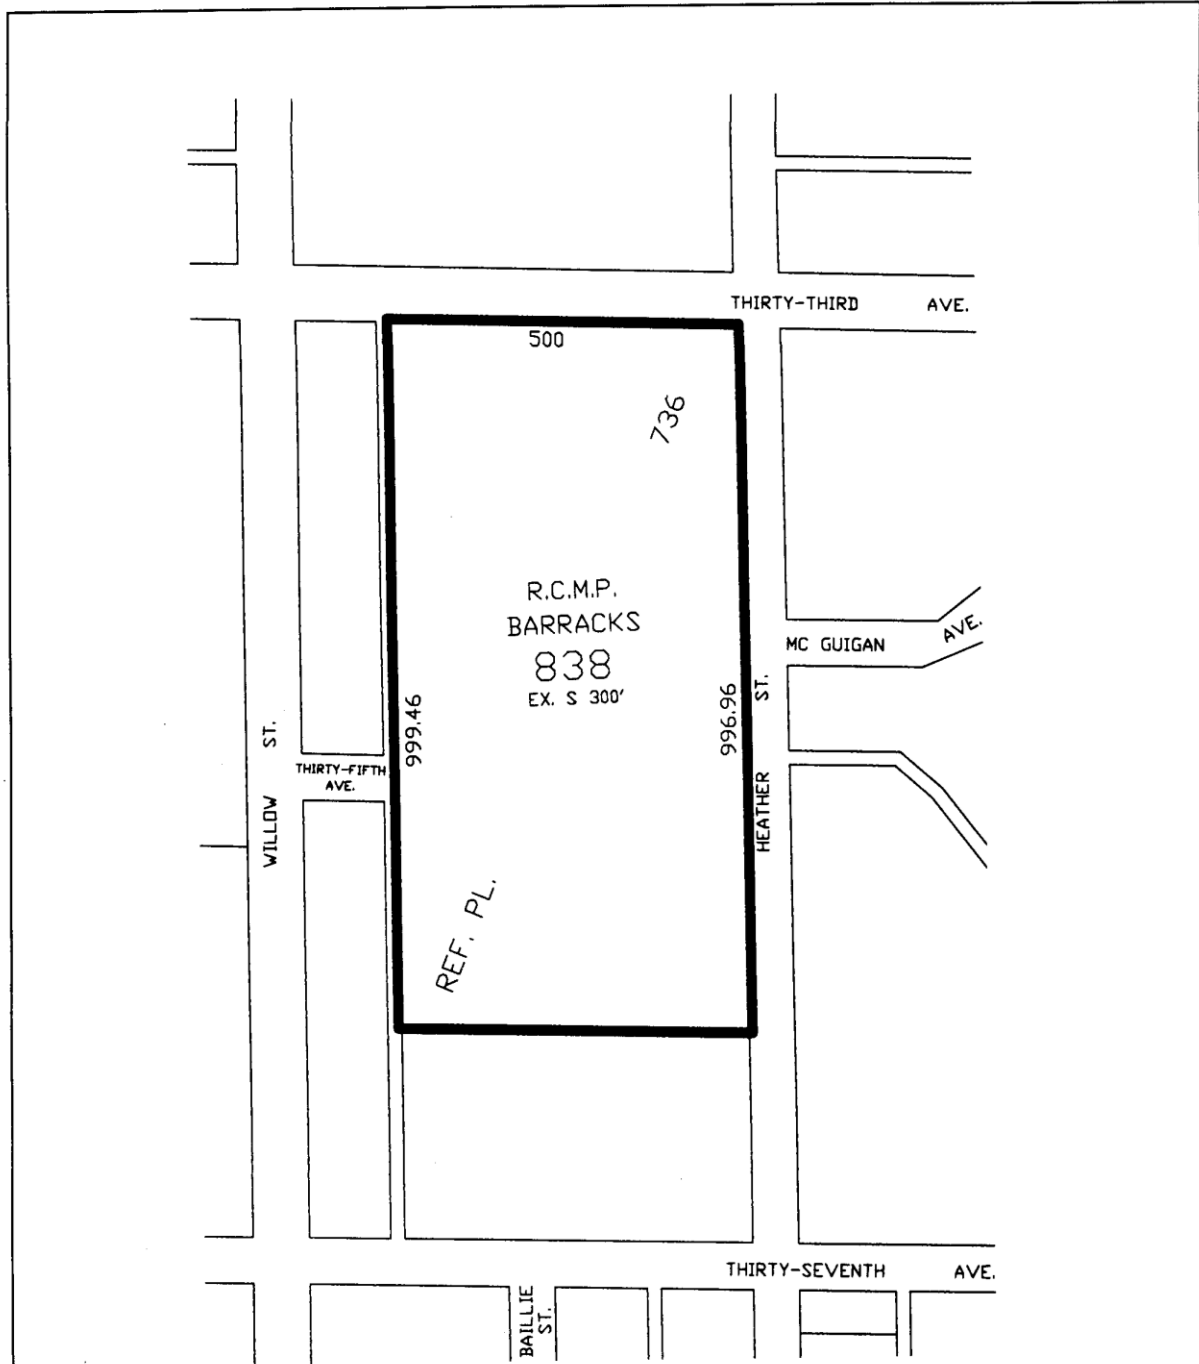 THIRTY-THIRD AVE.
500
736
R.C.M.P.
BARRACKS
838
EX. S 300'
MC GUIGAN AVE.
999.46
996.96
HEATHER ST.
WILLOW ST.
THIRTY-FIFTH
AVE.
REF. PL.
THIRTY-SEVENTH AVE.
BAILLIE
ST.